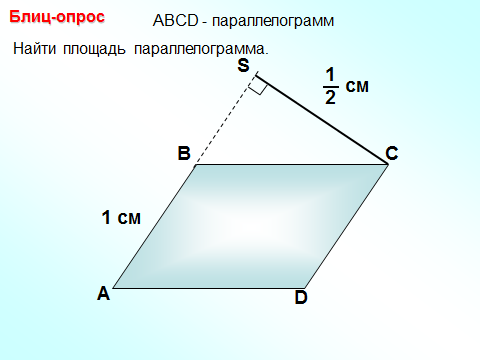 Блиц-опрос
ABCD - параллелограмм
Найти площадь параллелограмма.
S
1/2 см
B
C
1 см
A
D